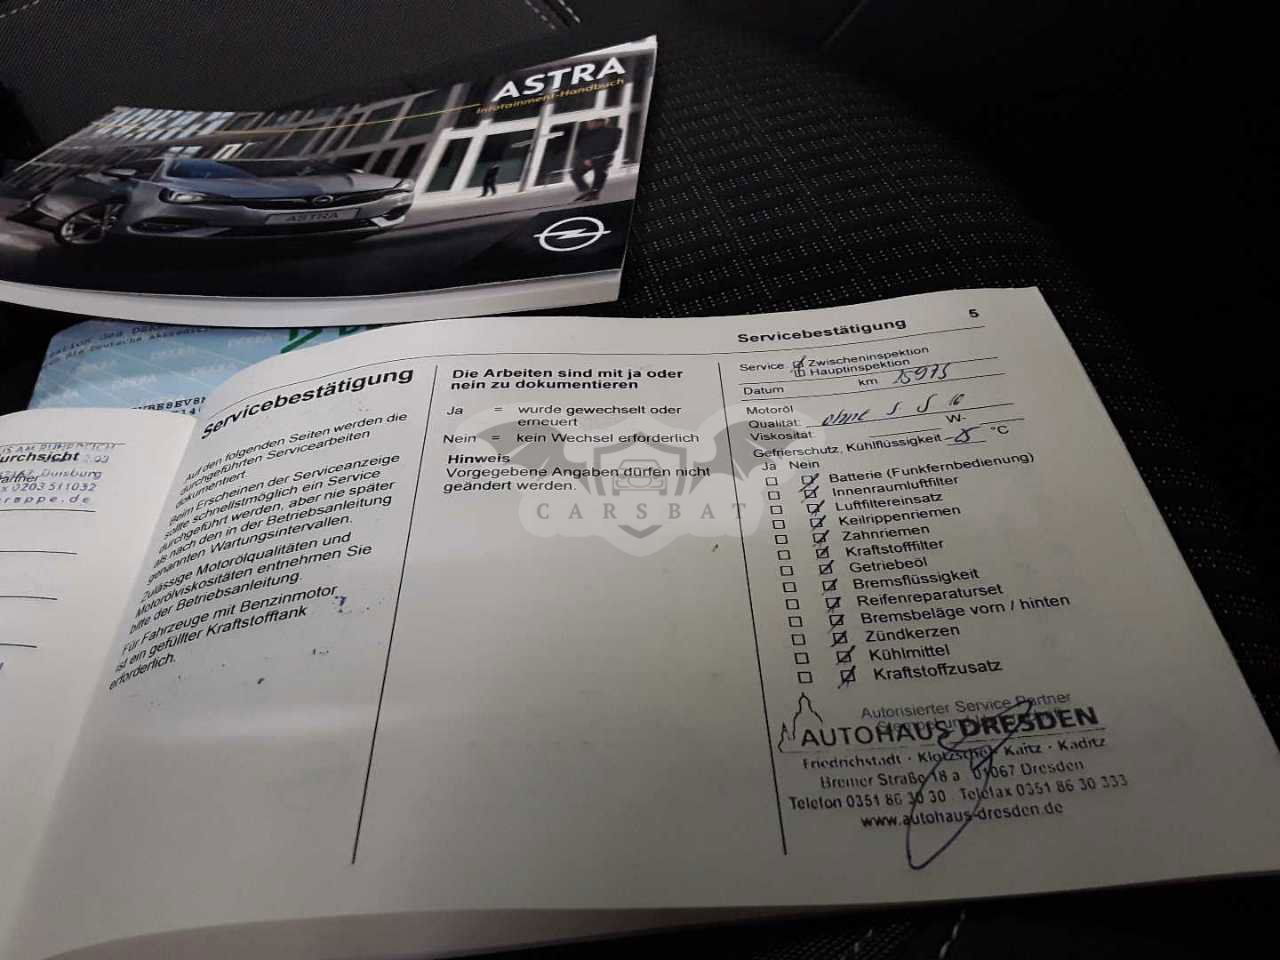 ASTRA
Infotainment-Handbuch
ASTRA
urchsicht
Duisburg
0203 511032
Servicebestätigung
Auf den folgenden Seiten werden die
durchgeführten Servicearbeiten
dokumentiert.
Beim Erscheinen der Serviceanzeige
sollte schnellstmöglich ein Service
durchgeführt werden, aber nie später
als nach den in der Betriebsanleitung
genannten Wartungsintervallen.
Zulässige Motorölqualitäten und
Motorölviskositäten entnehmen Sie
bitte der Betriebsanleitung.
Für Fahrzeuge mit Benzinmotor
ist ein gefüllter Kraftstofftank
erforderlich.
Die Arbeiten sind mit ja oder
nein zu dokumentieren
Ja = wurde gewechselt oder
erneuert
Nein = kein Wechsel erforderlich
Hinweis
Vorgegebene Angaben dürfen nicht
geändert werden.
CARSBAT
Servicebestätigung 5
Service Zwischeninspektion
Hauptinspektion
Datum km 15975
Motoröl
Qualität: ohne
Viskosität W-
Gefrierschutz, Kühlflüssigkeit -25 °C
Ja Nein
Batterie (Funkfernbedienung)
Innenraumluftfilter
Luftfiltereinsatz
Keilrippenriemen
Zahnriemen
Kraftstofffilter
Getriebeöl
Bremsflüssigkeit
Reifenreparaturset
Bremsbeläge vorn / hinten
Zündkerzen
Kühlmittel
Kraftstoffzusatz
Autorisierter Service Partner
AUTOHAUS DRESDEN
Friedrichstadt · Klotzsche · Kaitz · Kaditz
Bremer Straße 18 a 01067 Dresden
Telefon 0351 86 30 30 Telefax 0351 86 30 333
www.autohaus-dresden.de